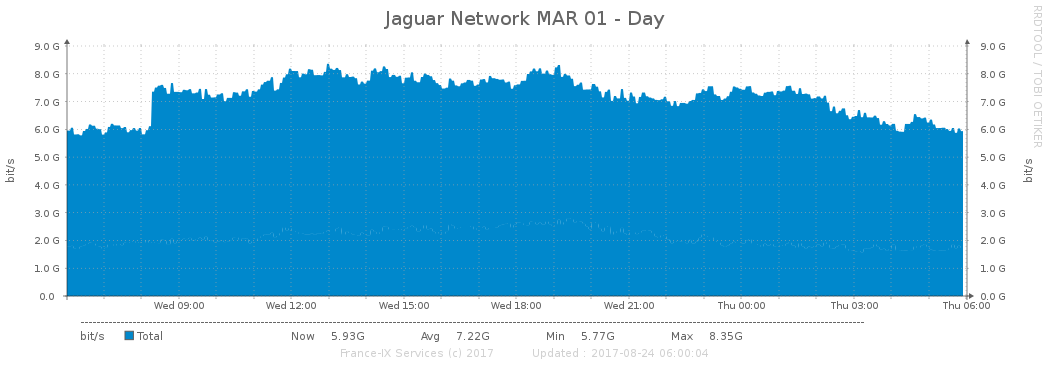 Jaguar Network MAR 01 - Day
RRDTOOL / TOBI OETIKER
bit/s
bit/s
9.0 G 9.0 G
8.0 G 8.0 G
7.0 G 7.0 G
6.0 G 6.0 G
5.0 G 5.0 G
4.0 G 4.0 G
3.0 G 3.0 G
2.0 G 2.0 G
1.0 G 1.0 G
0.0 0.0 G
Wed 09:00 Wed 12:00 Wed 15:00 Wed 18:00 Wed 21:00 Thu 00:00 Thu 03:00 Thu 06:00
bit/s Total Now 5.93G Avg 7.22G Min 5.77G Max 8.35G
France-IX Services (c) 2017 Updated : 2017-08-24 06:00:04